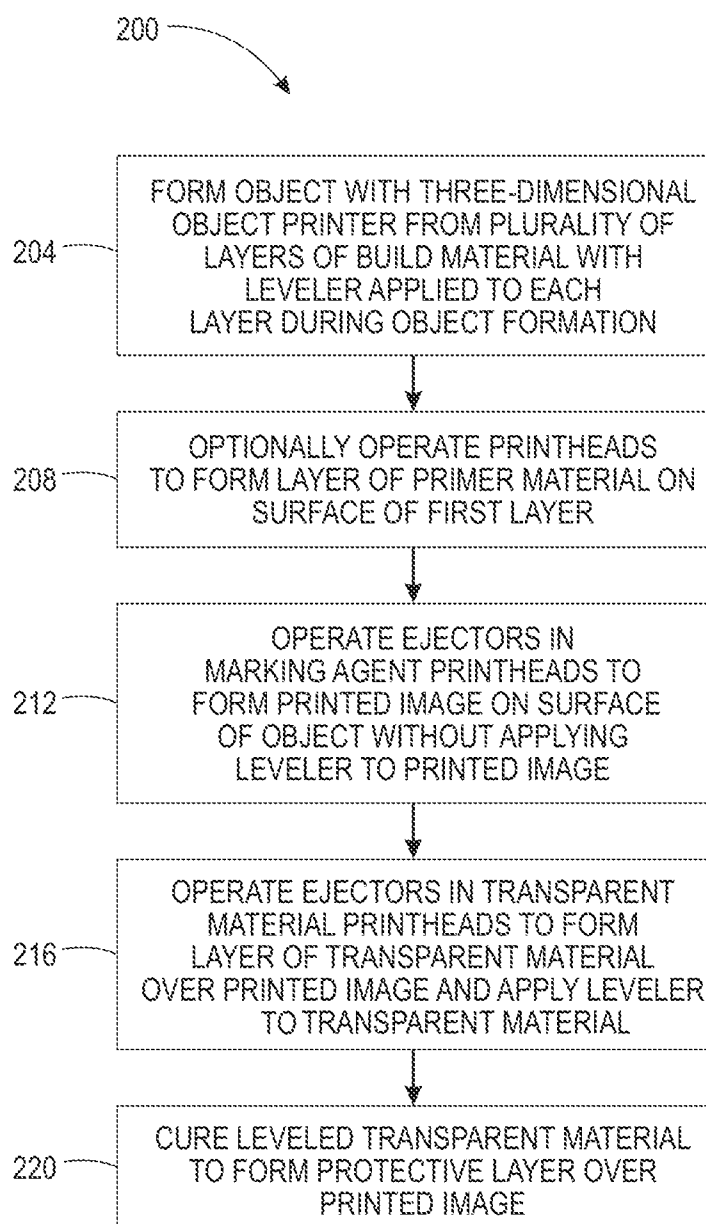 200
204
FORM OBJECT WITH THREE-DIMENSIONAL
OBJECT PRINTER FROM PLURALITY OF
LAYERS OF BUILD MATERIAL WITH
LEVELER APPLIED TO EACH
LAYER DURING OBJECT FORMATION
208
OPTIONALLY OPERATE PRINTHEADS
TO FORM LAYER OF PRIMER MATERIAL ON
SURFACE OF FIRST LAYER
212
OPERATE EJECTORS IN
MARKING AGENT PRINTHEADS TO
FORM PRINTED IMAGE ON SURFACE
OF OBJECT WITHOUT APPLYING
LEVELER TO PRINTED IMAGE
216
OPERATE EJECTORS IN TRANSPARENT
MATERIAL PRINTHEADS TO FORM
LAYER OF TRANSPARENT MATERIAL
OVER PRINTED IMAGE AND APPLY LEVELER
TO TRANSPARENT MATERIAL
220
CURE LEVELED TRANSPARENT MATERIAL
TO FORM PROTECTIVE LAYER OVER
PRINTED IMAGE